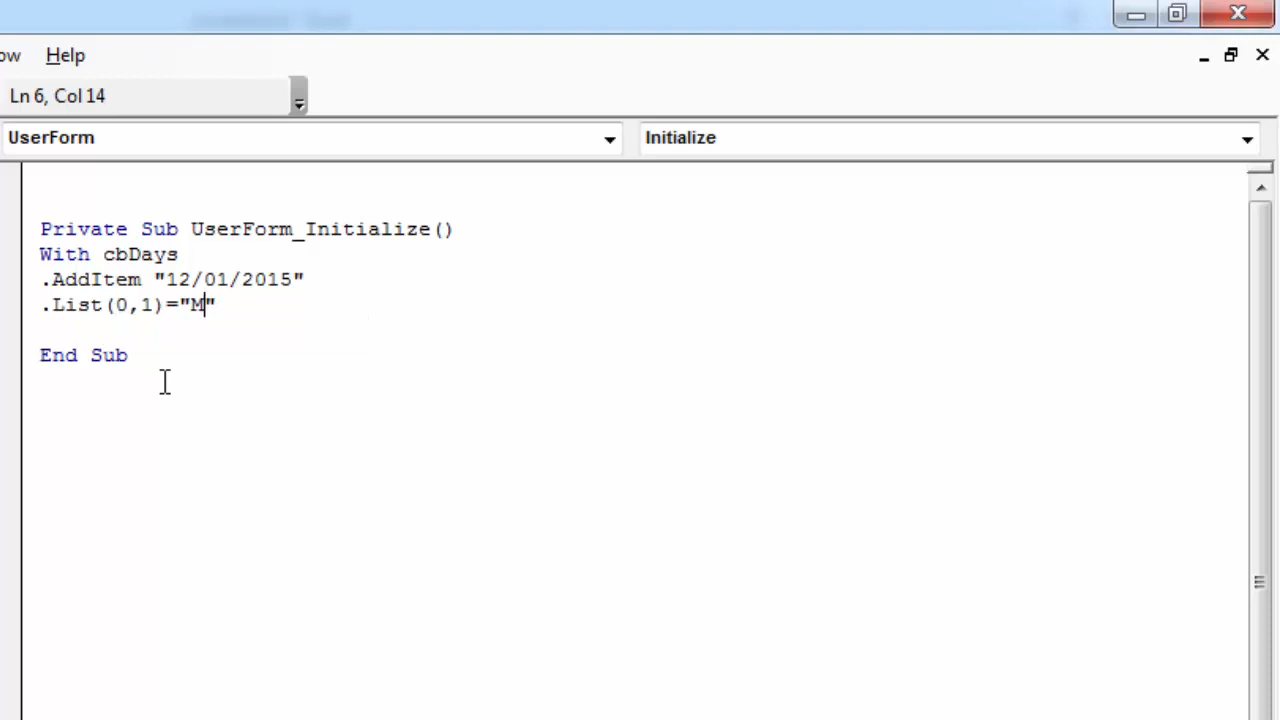 ow Help
Ln 6, Col 14
UserForm Initialize
Private Sub UserForm_Initialize()
With cbDays
.AddItem "12/01/2015"
.List(0,1)="M"
End Sub